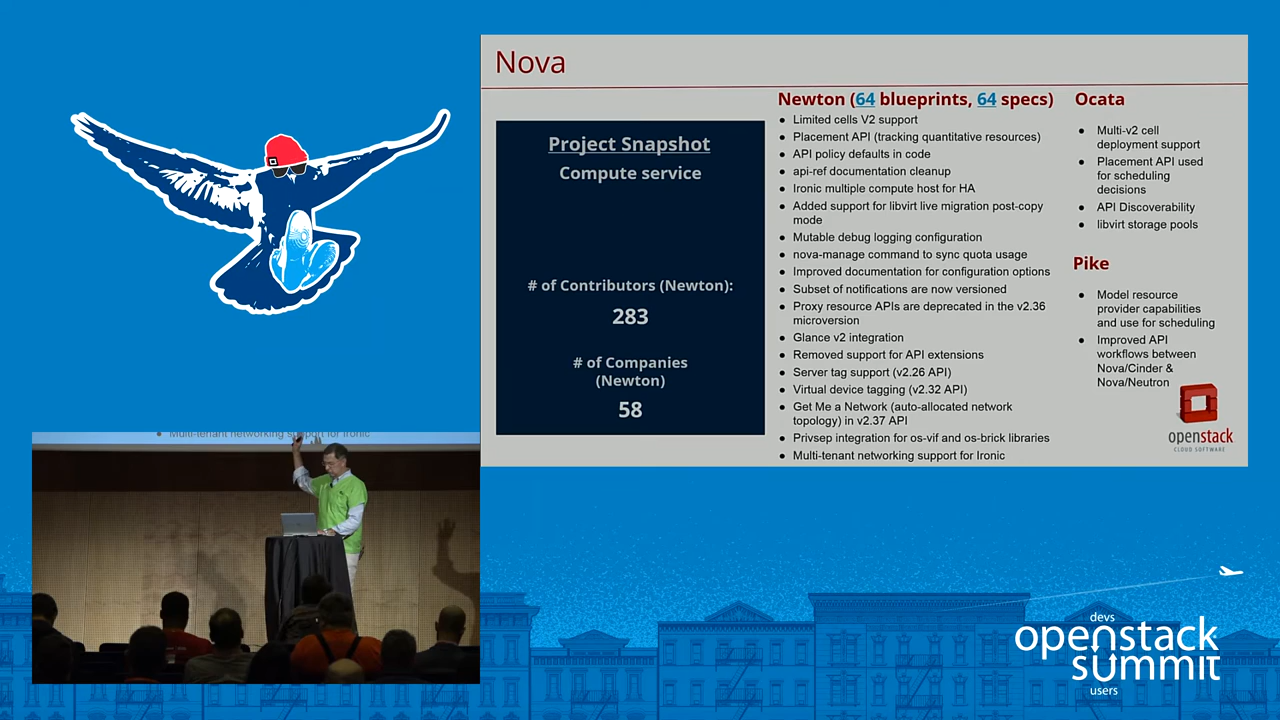 Nova
Project Snapshot
Compute service
# of Contributors (Newton):
283
# of Companies
(Newton)
58
Newton (64 blueprints, 64 specs)
● Limited cells V2 support
● Placement API (tracking quantitative resources)
● API policy defaults in code
● api-ref documentation cleanup
● Ironic multiple compute host for HA
● Added support for libvirt live migration post-copy
mode
● Mutable debug logging configuration
● nova-manage command to sync quota usage
● Improved documentation for configuration options
● Subset of notifications are now versioned
● Proxy resource APIs are deprecated in the v2.36
microversion
● Glance v2 integration
● Removed support for API extensions
● Server tag support (v2.26 API)
● Virtual device tagging (v2.32 API)
● Get Me a Network (auto-allocated network
topology) in v2.37 API
● Privsep integration for os-vif and os-brick libraries
● Multi-tenant networking support for Ironic
Ocata
● Multi-v2 cell
deployment support
● Placement API used
for scheduling
decisions
● API Discoverability
● libvirt storage pools
Pike
● Model resource
provider capabilities
and use for scheduling
● Improved API
workflows between
Nova/Cinder &
Nova/Neutron
openstack
CLOUD SOFTWARE
● Multi-tenant networking support for Ironic
devs
openstack
summit
users